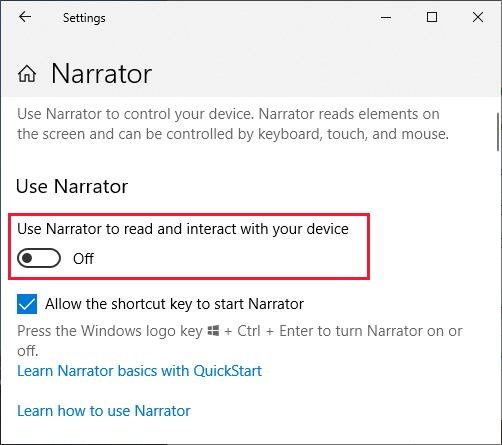 Settings
Narrator
Use Narrator to control your device. Narrator reads elements on
the screen and can be controlled by keyboard, touch, and mouse.
Use Narrator
Use Narrator to read and interact with your device
Off
Allow the shortcut key to start Narrator
Press the Windows logo key + Ctrl + Enter to turn Narrator on or
off.
Learn Narrator basics with QuickStart
Learn how to use Narrator